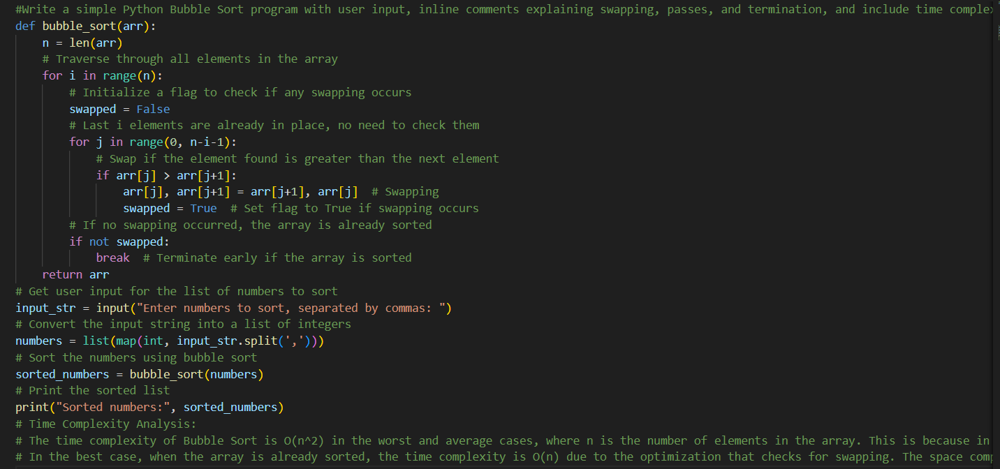 #Write a simple Python Bubble Sort program with user input, inline comments explaining swapping, passes, and termination, and include time
def bubble_sort(arr):
    n = len(arr)
    # Traverse through all elements in the array
    for i in range(n):
        # Initialize a flag to check if any swapping occurs
        swapped = False
        # Last i elements are already in place, no need to check them
        for j in range(0, n-i-1):
            # Swap if the element found is greater than the next element
            if arr[j] > arr[j+1]:
                arr[j], arr[j+1] = arr[j+1], arr[j]  # Swapping
                swapped = True  # Set flag to True if swapping occurs
        # If no swapping occurred, the array is already sorted
        if not swapped:
            break  # Terminate early if the array is sorted
    return arr
# Get user input for the list of numbers to sort
input_str = input("Enter numbers to sort, separated by commas: ")
# Convert the input string into a list of integers
numbers = list(map(int, input_str.split(',')))
# Sort the numbers using bubble sort
sorted_numbers = bubble_sort(numbers)
# Print the sorted list
print("Sorted numbers:", sorted_numbers)
# Time Complexity Analysis:
# The time complexity of Bubble Sort is O(n^2) in the worst and average cases, where n is the number of elements in the array. This is because in
# In the best case, when the array is already sorted, the time complexity is O(n) due to the optimization that checks for swapping. The space